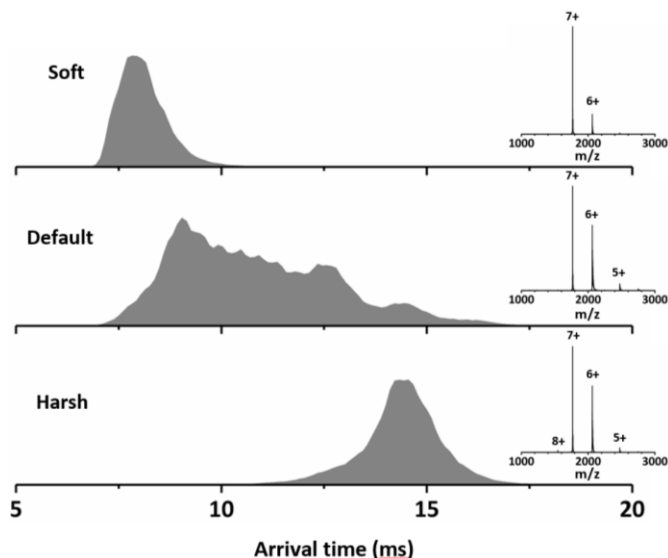 Soft
7+
6+
1000 2000 3000
m/z
Default
7+
6+
5+
1000 2000 3000
m/z
Harsh
7+
6+
8+ 5+
1000 2000 3000
m/z
5 10 15 20
Arrival time (ms)